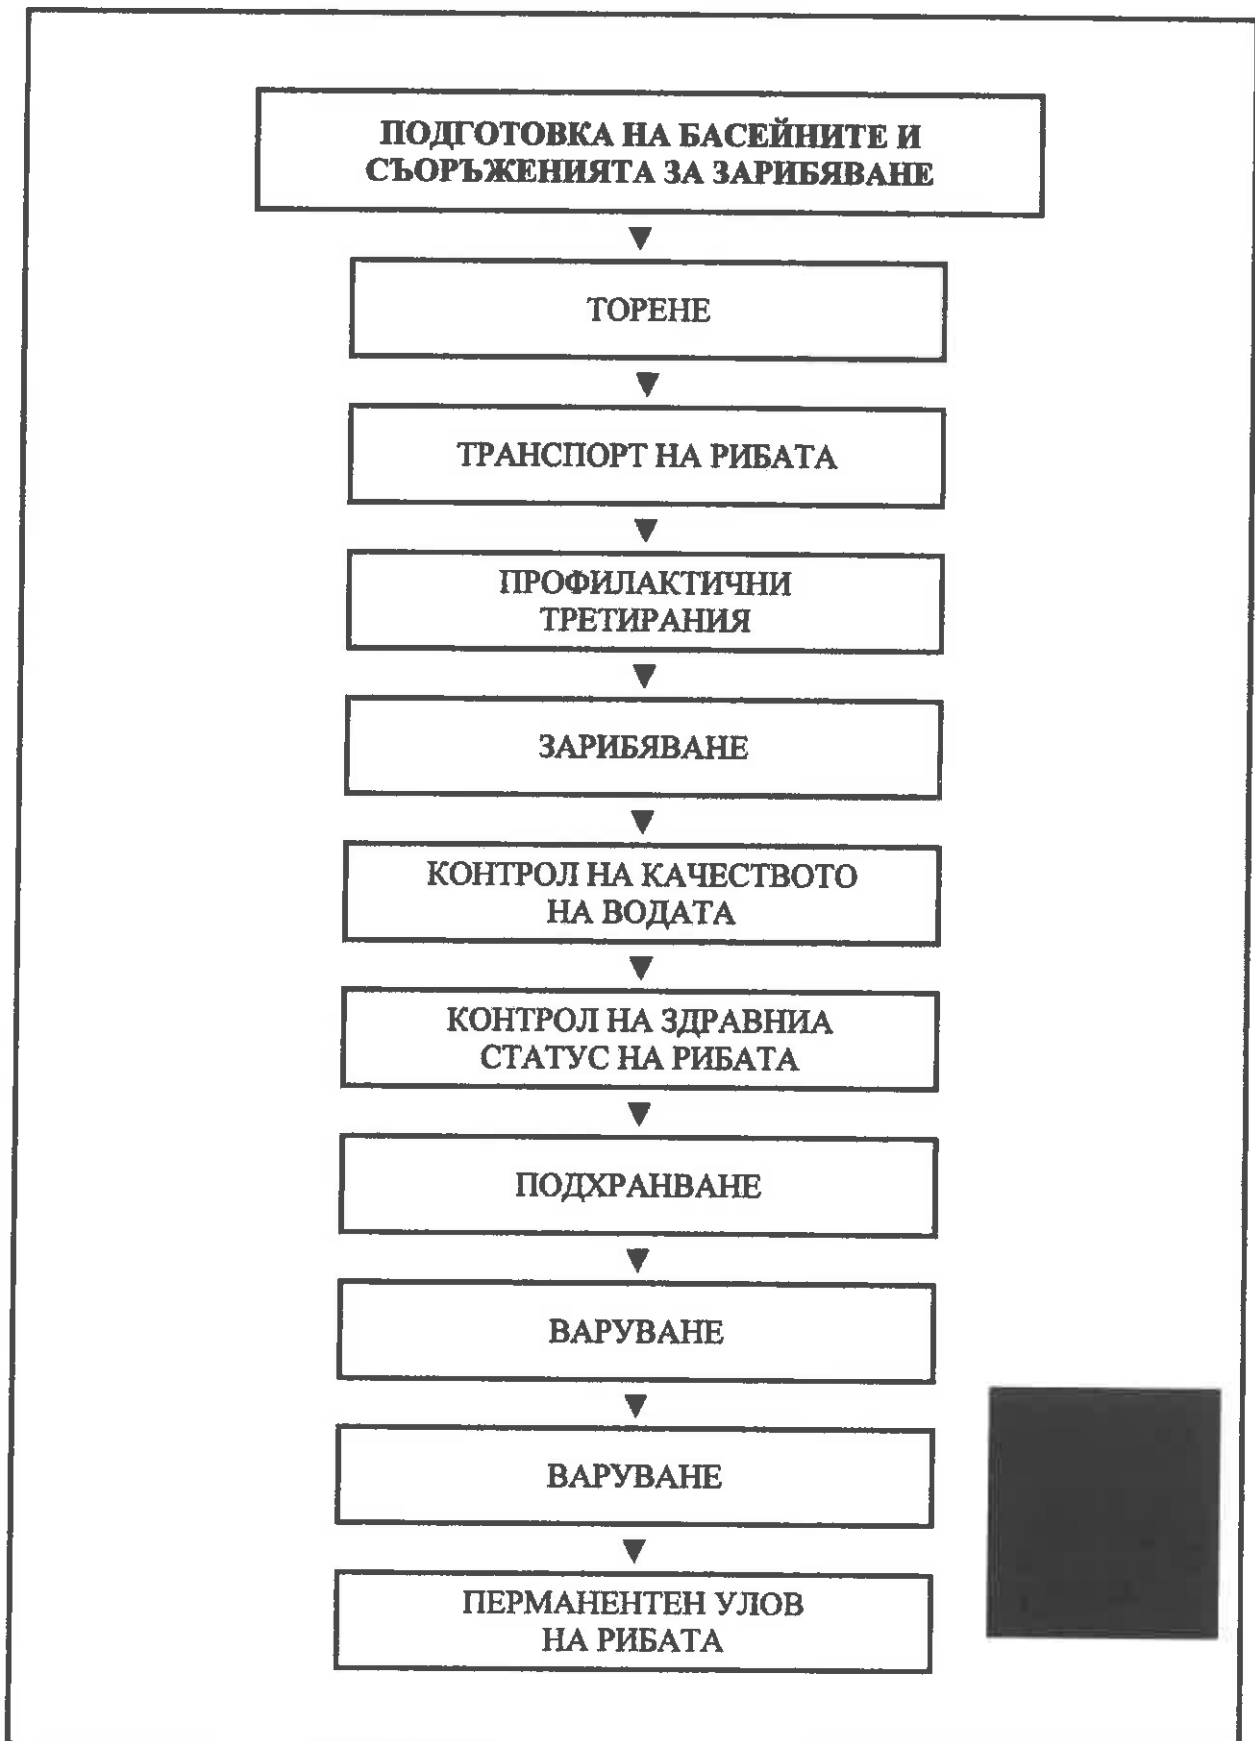 ПОДГОТОВКА НА БАСЕЙНИТЕ И
СЪОРЪЖЕНИЯТА ЗА ЗАРИБЯВАНЕ
ТОРЕНЕ
ТРАНСПОРТ НА РИБАТА
ПРОФИЛАКТИЧНИ
ТРЕТИРАНИЯ
ЗАРИБЯВАНЕ
КОНТРОЛ НА КАЧЕСТВОТО
НА ВОДАТА
КОНТРОЛ НА ЗДРАВНИА
СТАТУС НА РИБАТА
ПОДХРАНВАНЕ
ВАРУВАНЕ
ВАРУВАНЕ
ПЕРМАНЕНТЕН УЛОВ
НА РИБАТА